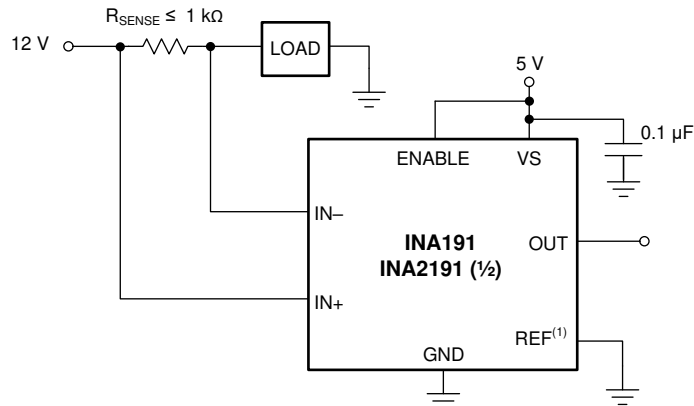 R_SENSE ≤ 1 kΩ
12 V
LOAD
5 V
0.1 µF
ENABLE
VS
IN–
INA191
INA2191 (½)
OUT
IN+
REF(1)
GND